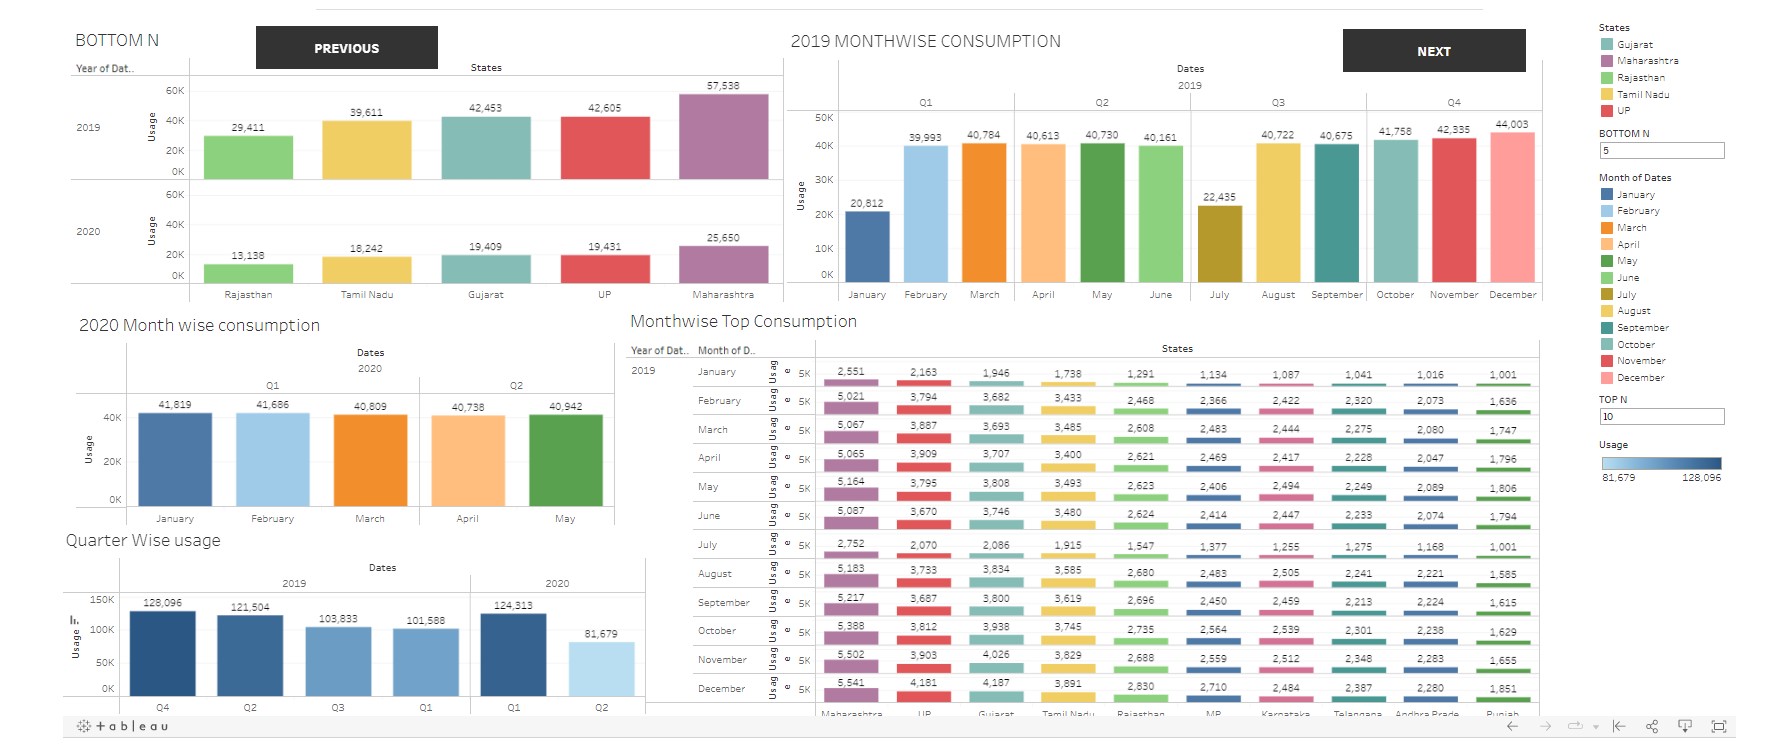 BOTTOM N
PREVIOUS
Year of Dat..
States
2019
Usage
60K
40K
20K
0K
29,411
39,611
42,453
42,605
57,538
2020
Usage
60K
40K
20K
0K
13,138
18,242
19,409
19,431
25,650
Rajasthan
Tamil Nadu
Gujarat
UP
Maharashtra
2019 MONTHWISE CONSUMPTION
NEXT
Dates
2019
Q1
Q2
Q3
Q4
Usage
50K
40K
30K
20K
10K
0K
20,812
39,993
40,784
40,613
40,730
40,161
22,435
40,722
40,675
41,758
42,335
44,003
January
February
March
April
May
June
July
August
September
October
November
December
2020 Month wise consumption
Dates
2020
Q1
Q2
Usage
40K
20K
0K
41,819
41,686
40,809
40,738
40,942
January
February
March
April
May
Quarter Wise usage
Dates
2019
2020
Usage
150K
100K
50K
0K
128,096
121,504
103,833
101,588
124,313
81,679
Q4
Q2
Q3
Q1
Q1
Q2
Monthwise Top Consumption
Year of Dat.. Month of D..
States
2019
January 5K 2,551 2,163 1,946 1,738 1,291 1,134 1,087 1,041 1,016 1,001
February 5K 5,021 3,794 3,682 3,433 2,468 2,366 2,422 2,320 2,073 1,636
March 5K 5,067 3,887 3,693 3,485 2,608 2,483 2,444 2,275 2,080 1,747
April 5K 5,065 3,909 3,707 3,400 2,621 2,469 2,417 2,228 2,047 1,796
May 5K 5,164 3,795 3,808 3,493 2,623 2,406 2,494 2,249 2,089 1,806
June 5K 5,087 3,670 3,746 3,480 2,624 2,414 2,447 2,233 2,074 1,794
July 5K 2,752 2,070 2,086 1,915 1,547 1,377 1,255 1,275 1,168 1,001
August 5K 5,183 3,733 3,834 3,585 2,680 2,483 2,505 2,241 2,221 1,585
September 5K 5,217 3,687 3,800 3,619 2,696 2,450 2,459 2,213 2,224 1,615
October 5K 5,388 3,812 3,938 3,745 2,735 2,564 2,539 2,301 2,238 1,629
November 5K 5,502 3,903 4,026 3,829 2,688 2,559 2,512 2,348 2,283 1,655
December 5K 5,541 4,181 4,187 3,891 2,830 2,710 2,484 2,387 2,280 1,851
Maharashtra UP Gujarat Tamil Nadu Rajasthan MP Karnataka Telangana Andhra Prade.. Punjab
States
Gujarat
Maharashtra
Rajasthan
Tamil Nadu
UP
BOTTOM N
5
Month of Dates
January
February
March
April
May
June
July
August
September
October
November
December
TOP N
10
Usage
81,679 128,096
tableau